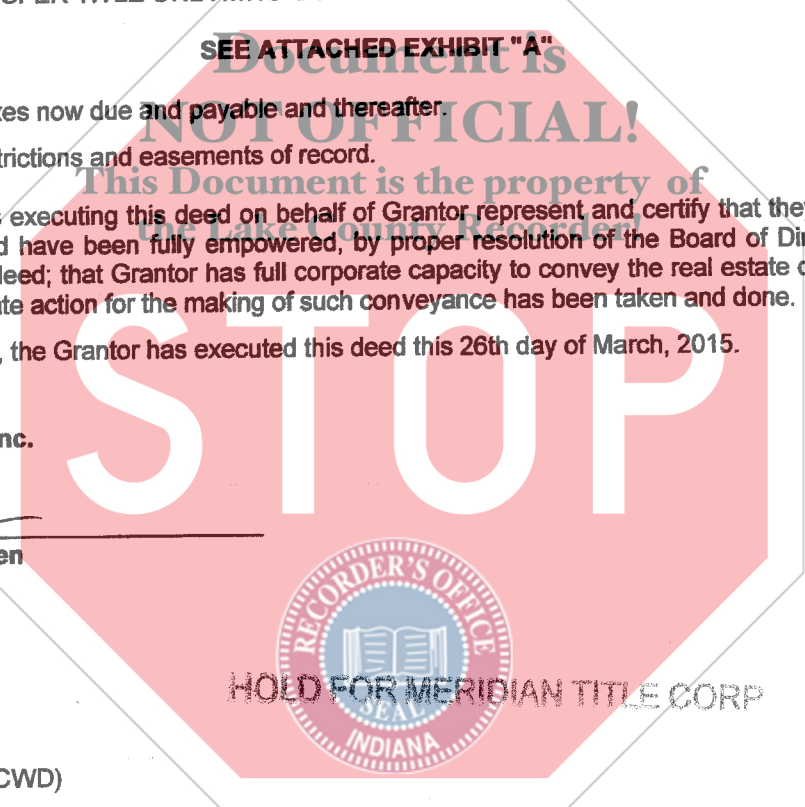 SEE ATTACHED EXHIBIT "A"
Document is
xes now due and payable and thereafter.
NOT OFFICIAL!
trictions and easements of record.
This Document is the property of
s executing this deed on behalf of Grantor represent and certify that they
the Lake County Recorder!
d have been fully empowered, by proper resolution of the Board of Dir
deed; that Grantor has full corporate capacity to convey the real estate
ate action for the making of such conveyance has been taken and done.
, the Grantor has executed this deed this 26th day of March, 2015.
STOP
nc.
en
RECORDER'S OFFICE
HOLD FOR MERIDIAN TITLE CORP
SEAL
INDIANA
CWD)